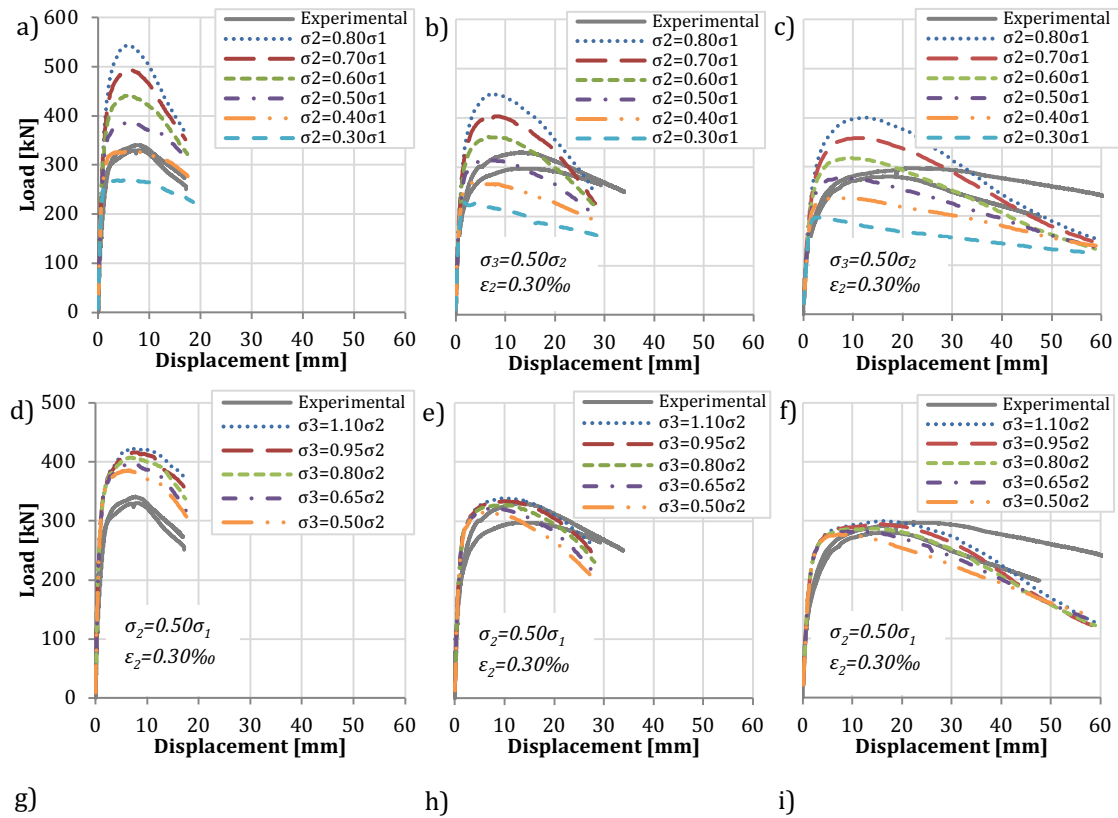 a)
600
500
400
300
200
100
0
Load [kN]
0 10 20 30 40 50 60
Displacement [mm]
Experimental
σ2=0.80σ1
σ2=0.70σ1
σ2=0.60σ1
σ2=0.50σ1
σ2=0.40σ1
σ2=0.30σ1
b)
Experimental
σ2=0.80σ1
σ2=0.70σ1
σ2=0.60σ1
σ2=0.50σ1
σ2=0.40σ1
σ2=0.30σ1
σ3=0.50σ2
ε2=0.30‰
0 10 20 30 40 50 60
Displacement [mm]
c)
Experimental
σ2=0.80σ1
σ2=0.70σ1
σ2=0.60σ1
σ2=0.50σ1
σ2=0.40σ1
σ2=0.30σ1
σ3=0.50σ2
ε2=0.30‰
0 10 20 30 40 50 60
Displacement [mm]
d)
500
400
300
200
100
0
Load [kN]
Experimental
σ3=1.10σ2
σ3=0.95σ2
σ3=0.80σ2
σ3=0.65σ2
σ3=0.50σ2
σ2=0.50σ1
ε2=0.30‰
0 10 20 30 40 50 60
Displacement [mm]
e)
Experimental
σ3=1.10σ2
σ3=0.95σ2
σ3=0.80σ2
σ3=0.65σ2
σ3=0.50σ2
σ2=0.50σ1
ε2=0.30‰
0 10 20 30 40 50 60
Displacement [mm]
f)
Experimental
σ3=1.10σ2
σ3=0.95σ2
σ3=0.80σ2
σ3=0.65σ2
σ3=0.50σ2
σ2=0.50σ1
ε2=0.30‰
0 10 20 30 40 50 60
Displacement [mm]
g)
h)
i)